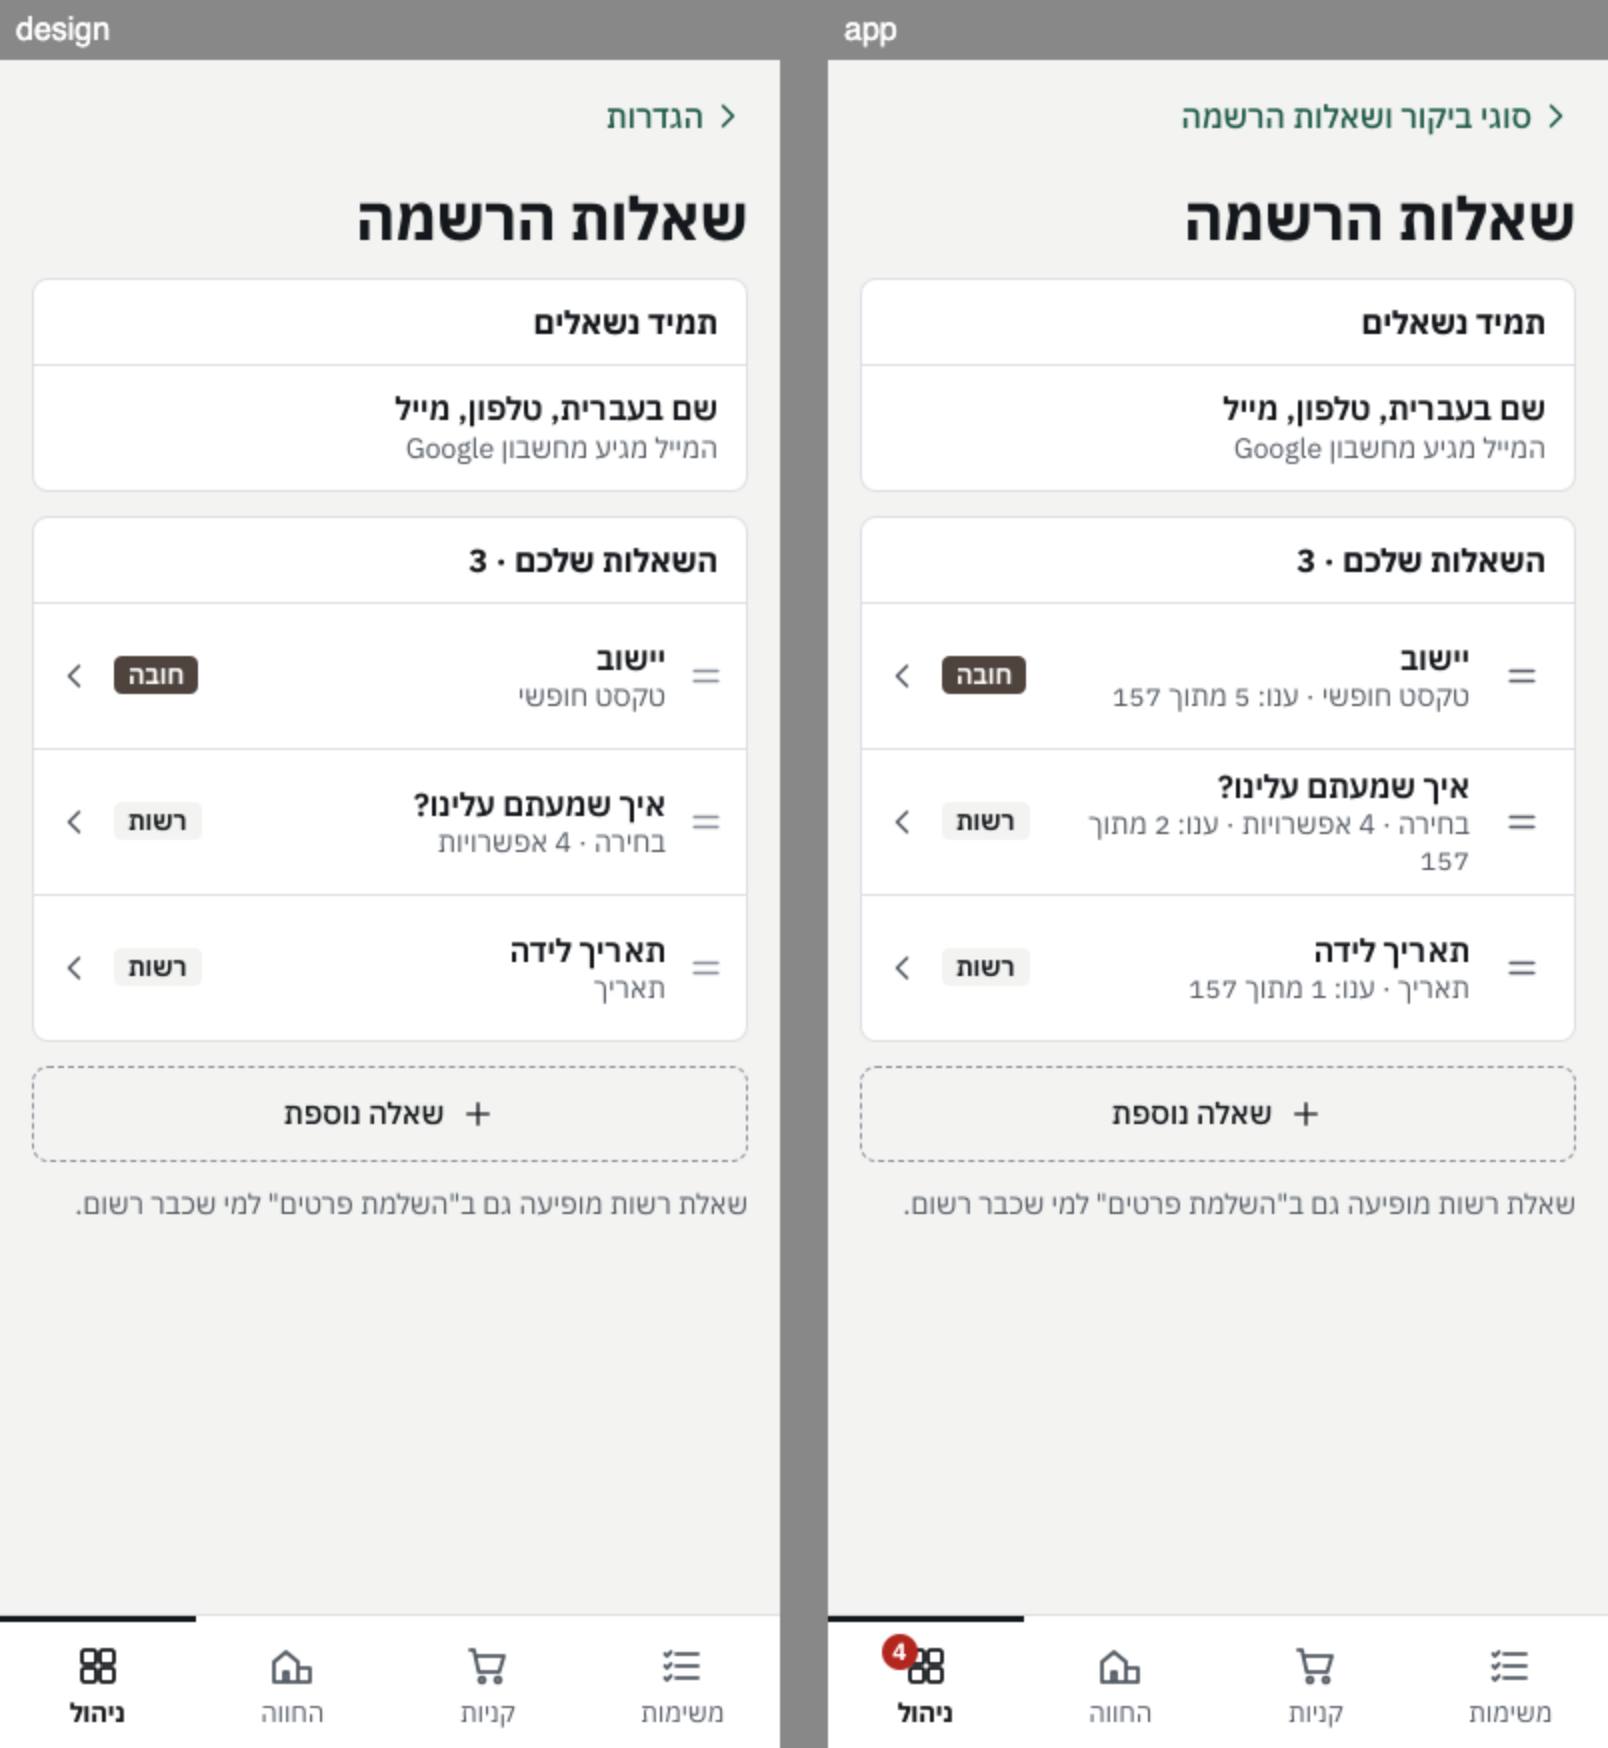 design
הגדרות
שאלות הרשמה
תמיד נשאלים
שם בעברית, טלפון, מייל
המייל מגיע מחשבון Google
השאלות שלכם · 3
יישוב
טקסט חופשי
חובה
איך שמעתם עלינו?
בחירה · 4 אפשרויות
רשות
תאריך לידה
תאריך
רשות
+ שאלה נוספת
שאלת רשות מופיעה גם ב"השלמת פרטים" למי שכבר רשום.
משימות
קניות
החווה
ניהול
app
סוגי ביקור ושאלות הרשמה
שאלות הרשמה
תמיד נשאלים
שם בעברית, טלפון, מייל
המייל מגיע מחשבון Google
השאלות שלכם · 3
יישוב
טקסט חופשי · ענו: 5 מתוך 157
חובה
איך שמעתם עלינו?
בחירה · 4 אפשרויות · ענו: 2 מתוך
157
רשות
תאריך לידה
תאריך · ענו: 1 מתוך 157
רשות
+ שאלה נוספת
שאלת רשות מופיעה גם ב"השלמת פרטים" למי שכבר רשום.
משימות
קניות
החווה
4
ניהול